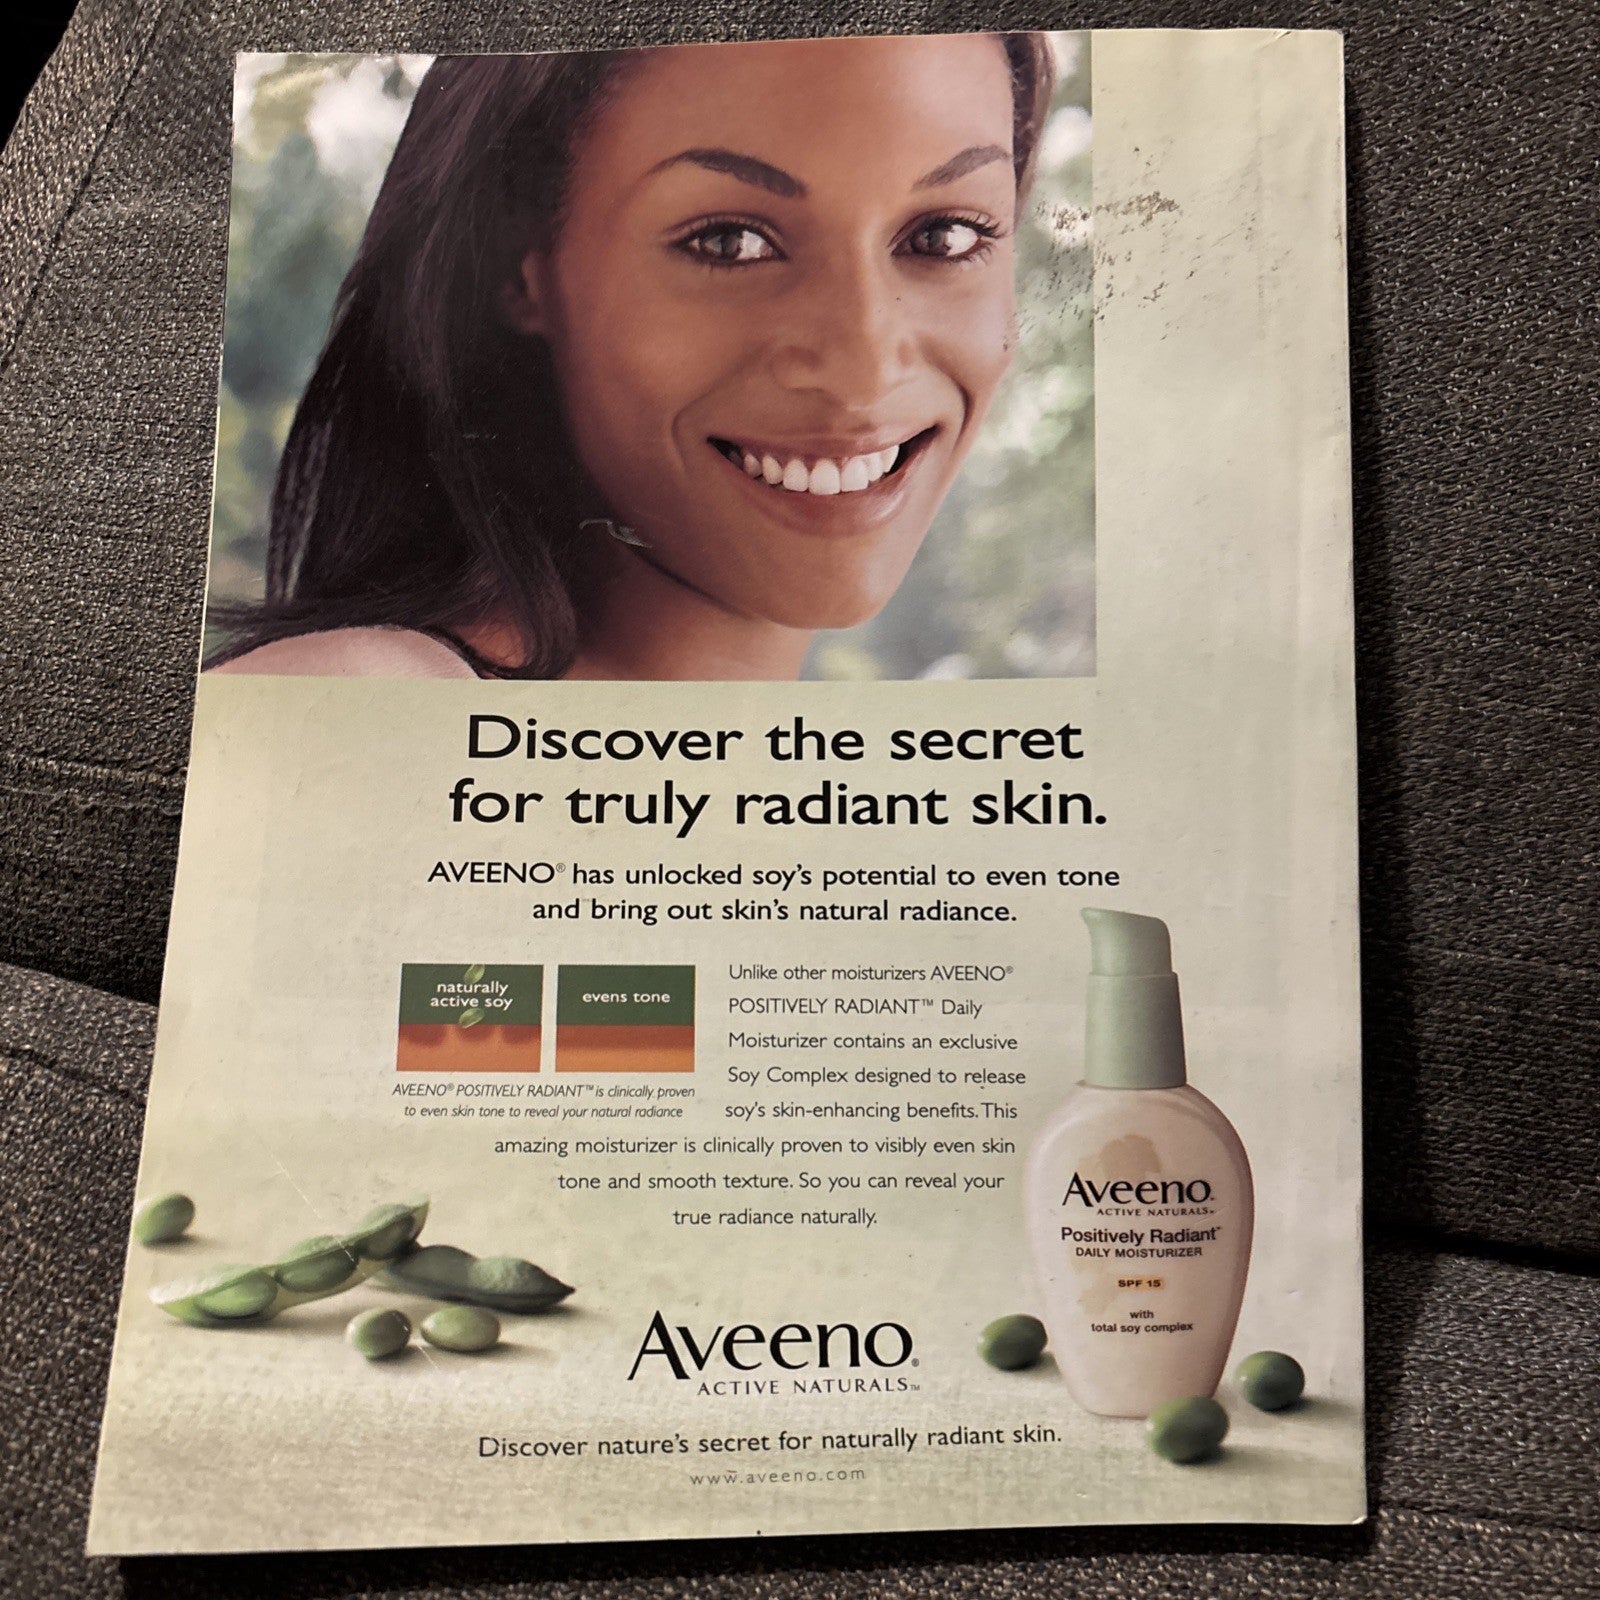 Discover the secret
for truly radiant skin.
AVEENO® has unlocked soy's potential to even tone
and bring out skin's natural radiance.
naturally
active soy
evens tone
AVEENO® POSITIVELY RADIANT™ is clinically proven
to even skin tone to reveal your natural radiance
Unlike other moisturizers AVEENO®
POSITIVELY RADIANT™ Daily
Moisturizer contains an exclusive
Soy Complex designed to release
soy's skin-enhancing benefits. This
amazing moisturizer is clinically proven to visibly even skin
tone and smooth texture. So you can reveal your
true radiance naturally.
Aveeno.
ACTIVE NATURALS™
Positively Radiant™
DAILY MOISTURIZER
SPF 15
with
total soy complex
Aveeno®
ACTIVE NATURALS™
Discover nature's secret for naturally radiant skin.
www.aveeno.com